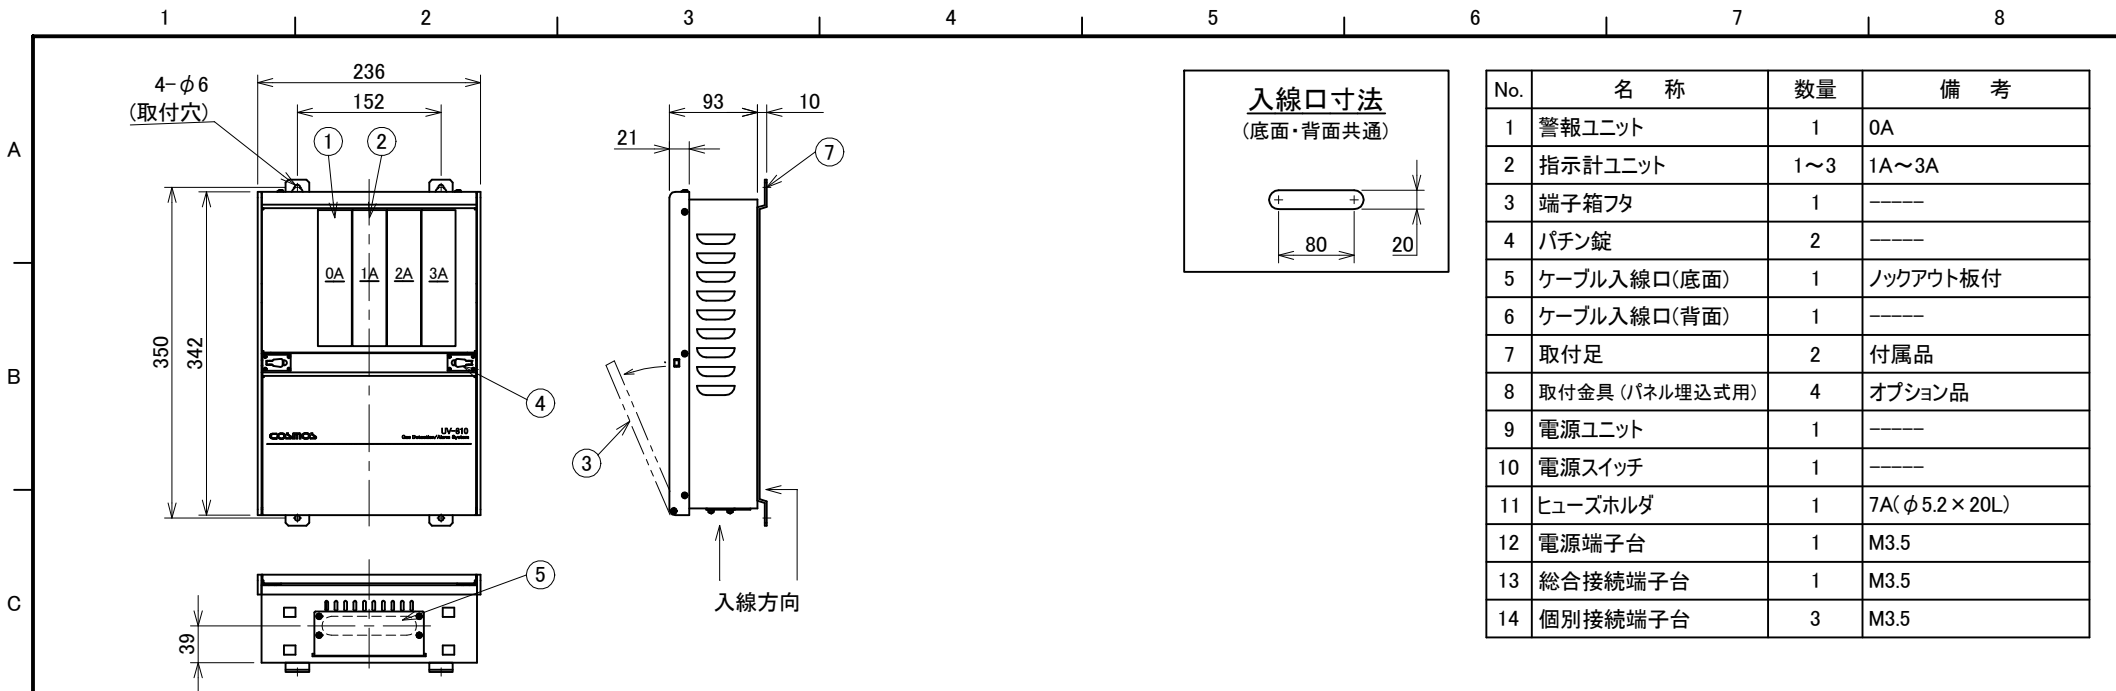 1 2 3 4 5 6 7 8
A
B
C
4-φ6
(取付穴)
236
152
1
2
350
342
0A 1A 2A 3A
4
COSMOS
UV-810
Gas Detection/Alarm System
5
39
93
10
21
7
3
入線方向
入線口寸法
(底面・背面共通)
80
20
No. 名 称 数量 備 考
1 警報ユニット 1 0A
2 指示計ユニット 1～3 1A～3A
3 端子箱フタ 1 -----
4 パチン錠 2 -----
5 ケーブル入線口(底面) 1 ノックアウト板付
6 ケーブル入線口(背面) 1 -----
7 取付足 2 付属品
8 取付金具(パネル埋込式用) 4 オプション品
9 電源ユニット 1 -----
10 電源スイッチ 1 -----
11 ヒューズホルダ 1 7A(φ5.2×20L)
12 電源端子台 1 M3.5
13 総合接続端子台 1 M3.5
14 個別接続端子台 3 M3.5